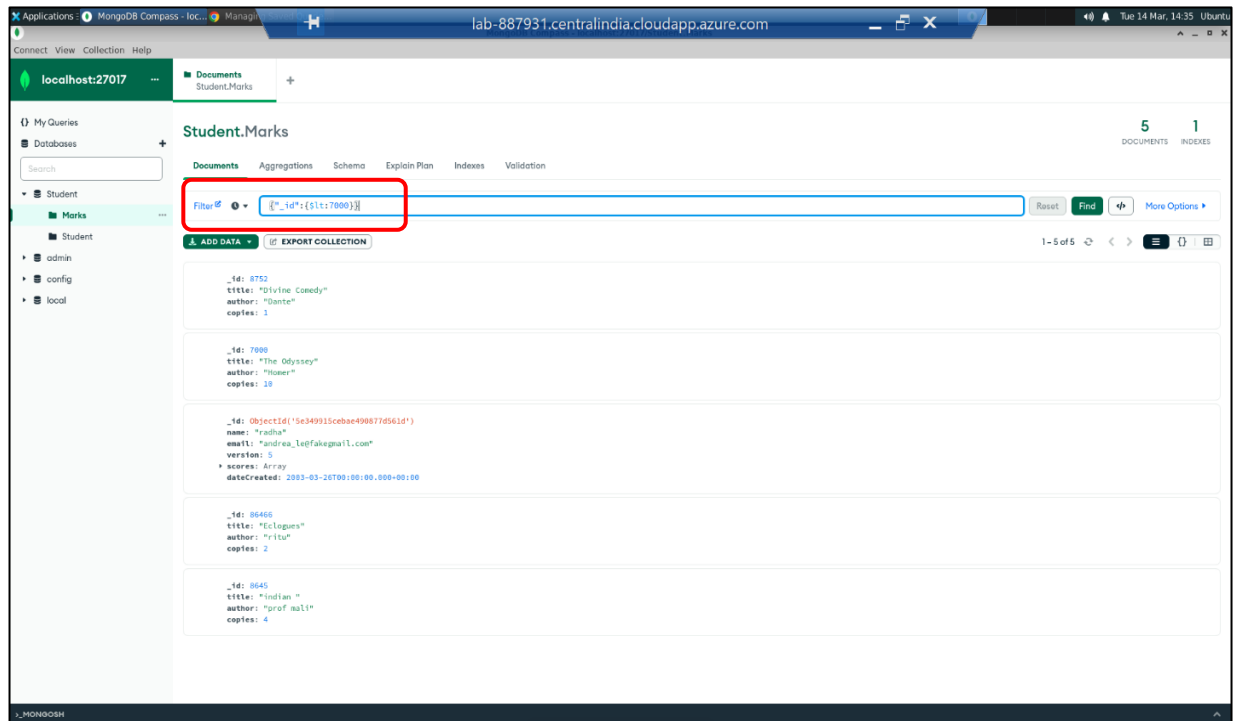 Applications
MongoDB Compass - loc...
Managi
lab-887931.centralindia.cloudapp.azure.com
Tue 14 Mar, 14:35 Ubuntu
Connect View Collection Help
localhost:27017 ...
Documents
Student.Marks
+
{} My Queries
Databases +
Search
Student
Marks ...
Student
admin
config
local
Student.Marks
5
DOCUMENTS
1
INDEXES
Documents Aggregations Schema Explain Plan Indexes Validation
Filter {"_id":{$lt:7000}} Reset Find </> More Options
ADD DATA EXPORT COLLECTION 1 – 5 of 5 < > {}
_id: 8752
title: "Divine Comedy"
author: "Dante"
copies: 1
_id: 7000
title: "The Odyssey"
author: "Homer"
copies: 10
_id: ObjectId('5e349915cebae490877d561d')
name: "radha"
email: "andrea_le@fakegmail.com"
version: 5
scores: Array
dateCreated: 2003-03-26T00:00:00.000+00:00
_id: 86466
title: "Eclogues"
author: "ritu"
copies: 2
_id: 8645
title: "indian "
author: "prof mali"
copies: 4
>_MONGOSH